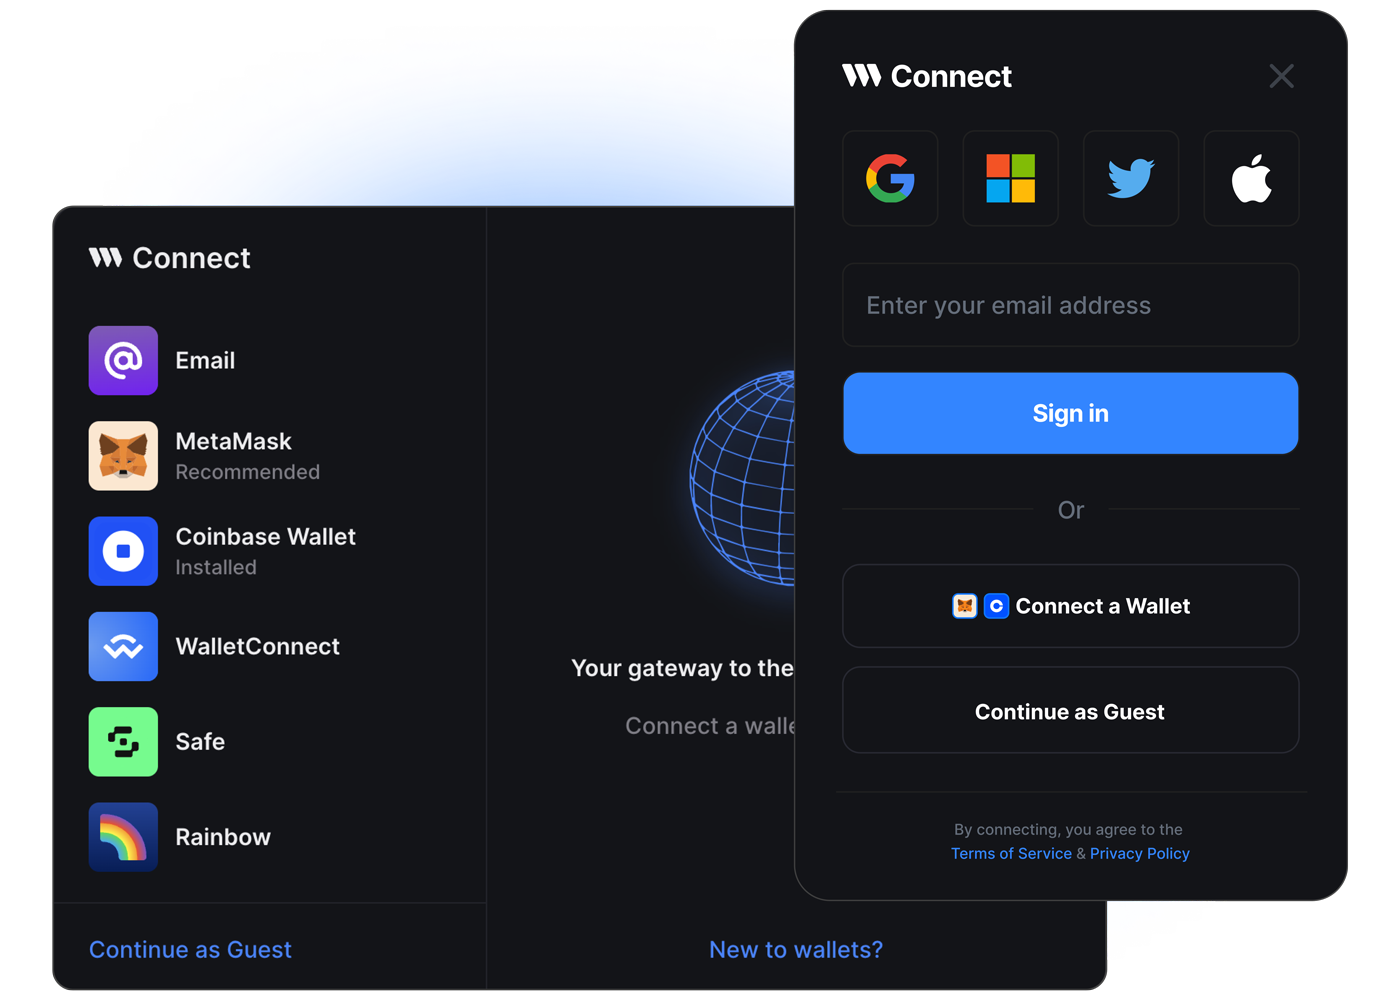 Connect
Email
MetaMask
Recommended
Coinbase Wallet
Installed
WalletConnect
Safe
Rainbow
Continue as Guest
Your gateway to the
Connect a
New to wallets?
Connect
Enter your email address
Sign in
Or
Connect a Wallet
Continue as Guest
By connecting, you agree to the
Terms of Service & Privacy Policy